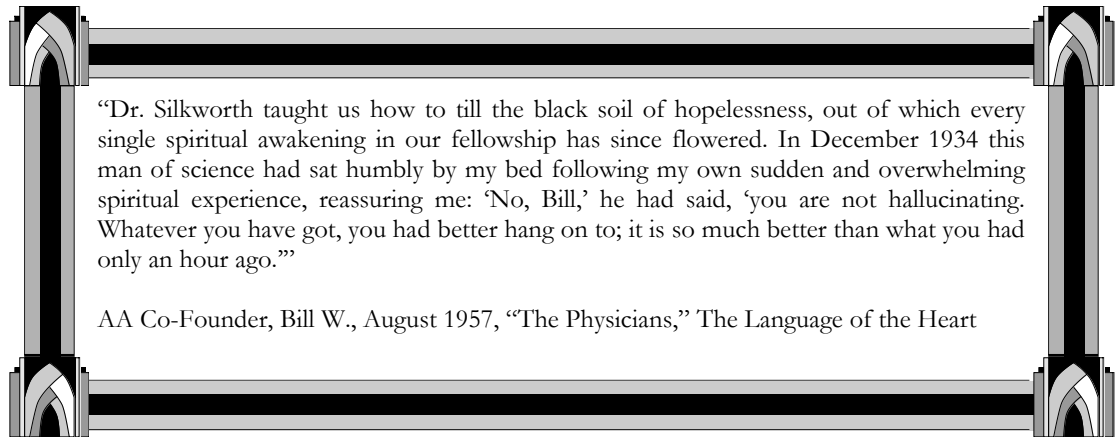 “Dr. Silkworth taught us how to till the black soil of hopelessness, out of which every
single spiritual awakening in our fellowship has since flowered. In December 1934 this
man of science had sat humbly by my bed following my own sudden and overwhelming
spiritual experience, reassuring me: ‘No, Bill,’ he had said, ‘you are not hallucinating.
Whatever you have got, you had better hang on to; it is so much better than what you had
only an hour ago.’”
AA Co-Founder, Bill W., August 1957, “The Physicians,” The Language of the Heart